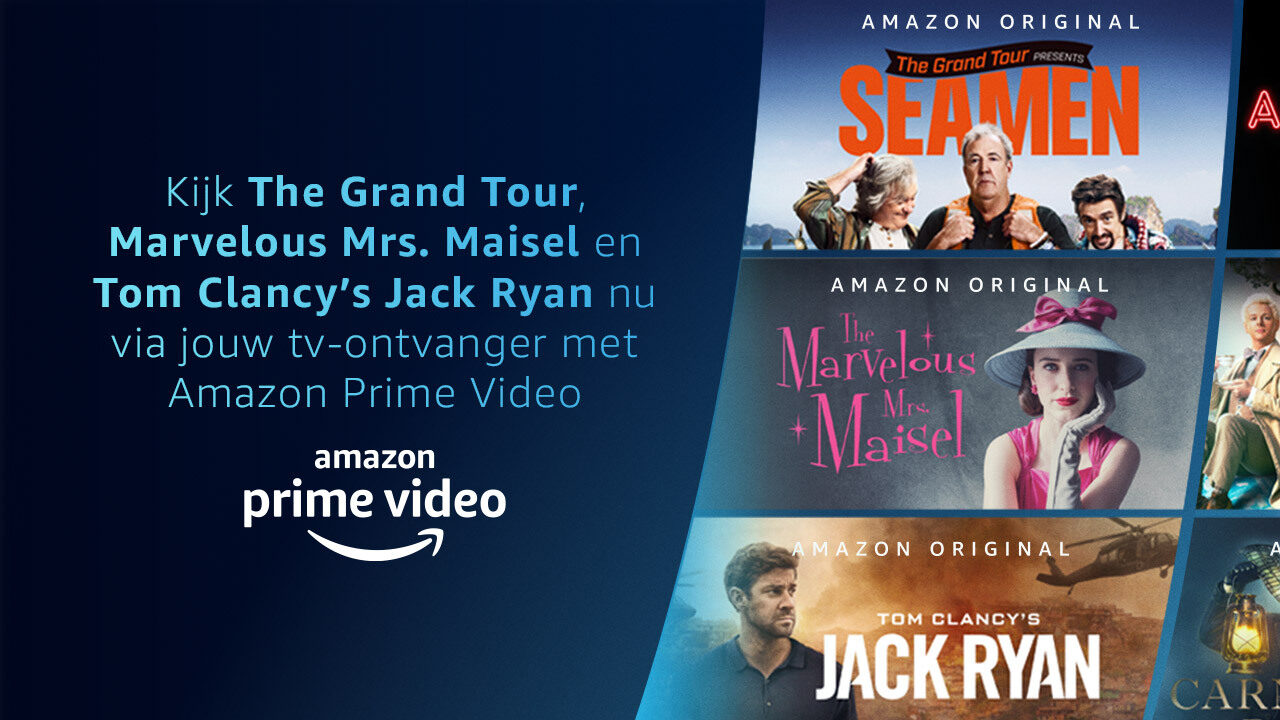 Kijk The Grand Tour,
Marvelous Mrs. Maisel en
Tom Clancy's Jack Ryan nu
via jouw tv-ontvanger met
Amazon Prime Video
amazon
prime video
AMAZON ORIGINAL
The Grand Tour PRESENTS
SEAMEN
AMAZON ORIGINAL
The
Marvelous
Mrs.
Maisel
AMAZON ORIGINAL
TOM CLANCY'S
JACK RYAN